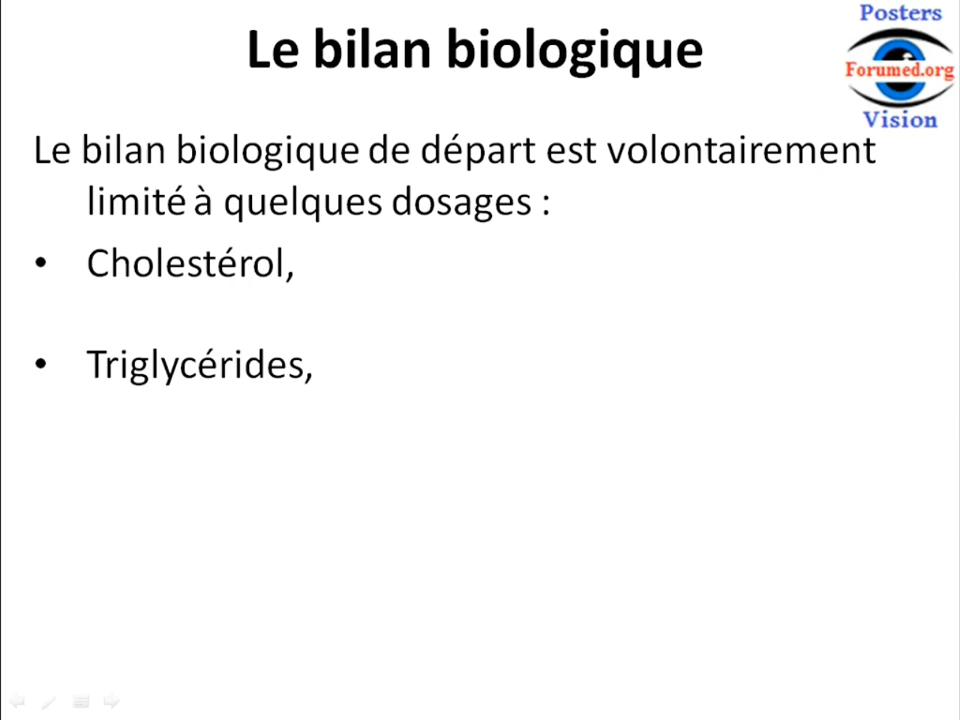 Le bilan biologique
Posters
Forumed.org
Vision
Le bilan biologique de départ est volontairement
limité à quelques dosages :
• Cholestérol,
• Triglycérides,